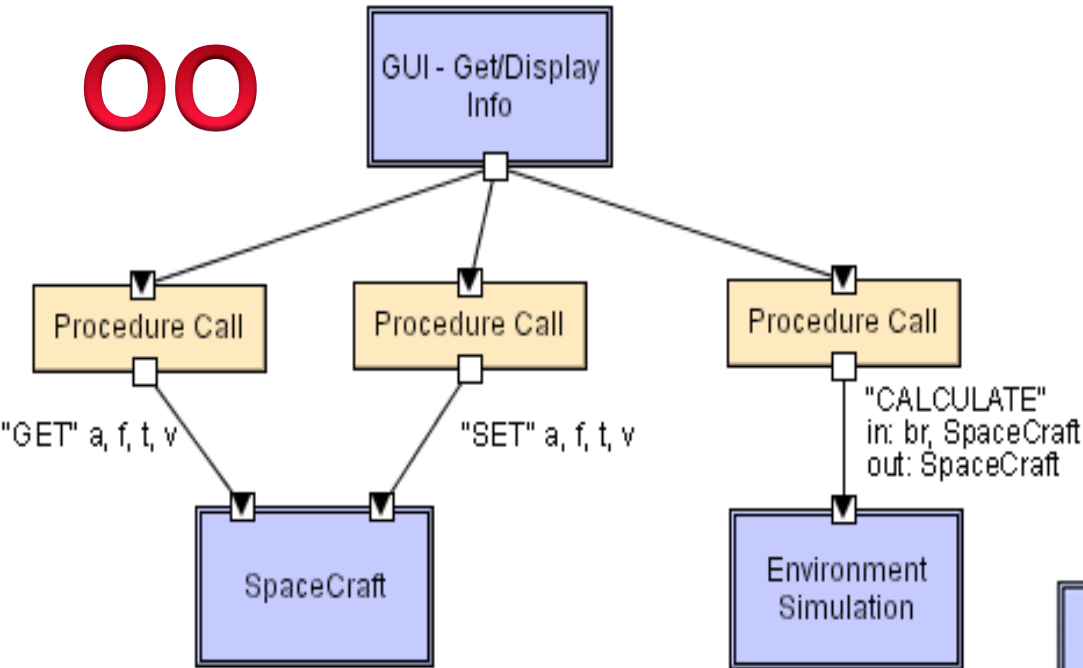 OO
GUI - Get/Display
Info
Procedure Call
Procedure Call
Procedure Call
"GET" a, f, t, v
"SET" a, f, t, v
"CALCULATE"
in: br, SpaceCraft
out: SpaceCraft
SpaceCraft
Environment
Simulation